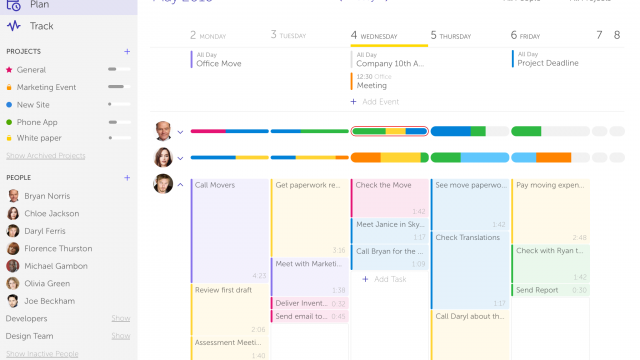 Plan
Track
PROJECTS +
General
Marketing Event
New Site
Phone App
White paper
Show Archived Projects
PEOPLE +
Bryan Norris
Chloe Jackson
Daryl Ferris
Florence Thurston
Michael Gambon
Olivia Green
Joe Beckham
Developers Show
Design Team Show
Show Inactive People
2 MONDAY
3 TUESDAY
4 WEDNESDAY
5 THURSDAY
6 FRIDAY
7
8
All Day
Office Move
All Day
Company 10th A...
12:30 Office
Meeting
+ Add Event
All Day
Project Deadline
Call Movers
4:23
Review first draft
2:06
Assessment Meeti...
1:40
Get paperwork re...
3:16
Meet with Marketi...
1:38
Deliver Invent... 0:32
Send email to... 0:45
Check the Move
1:42
Meet Janice in Sky...
1:17
Call Bryan for the ...
1:09
+ Add Task
See move paperwo...
1:42
Check Translations
1:17
Call Daryl about th...
Pay moving expen...
2:48
Check with Ryan t...
1:42
Send Report 0:30